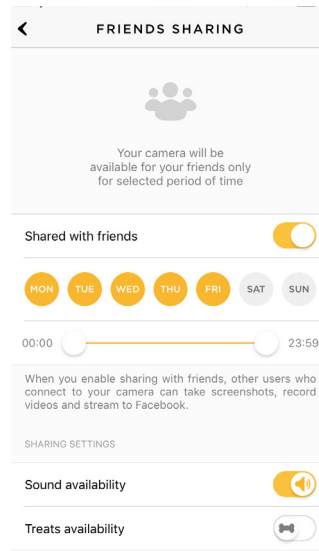 FRIENDS SHARING
Your camera will be
available for your friends only
for selected period of time
Shared with friends
MON TUE WED THU FRI SAT SUN
00:00 23:59
When you enable sharing with friends, other users who
connect to your camera can take screenshots, record
videos and stream to Facebook.
SHARING SETTINGS
Sound availability
Treats availability